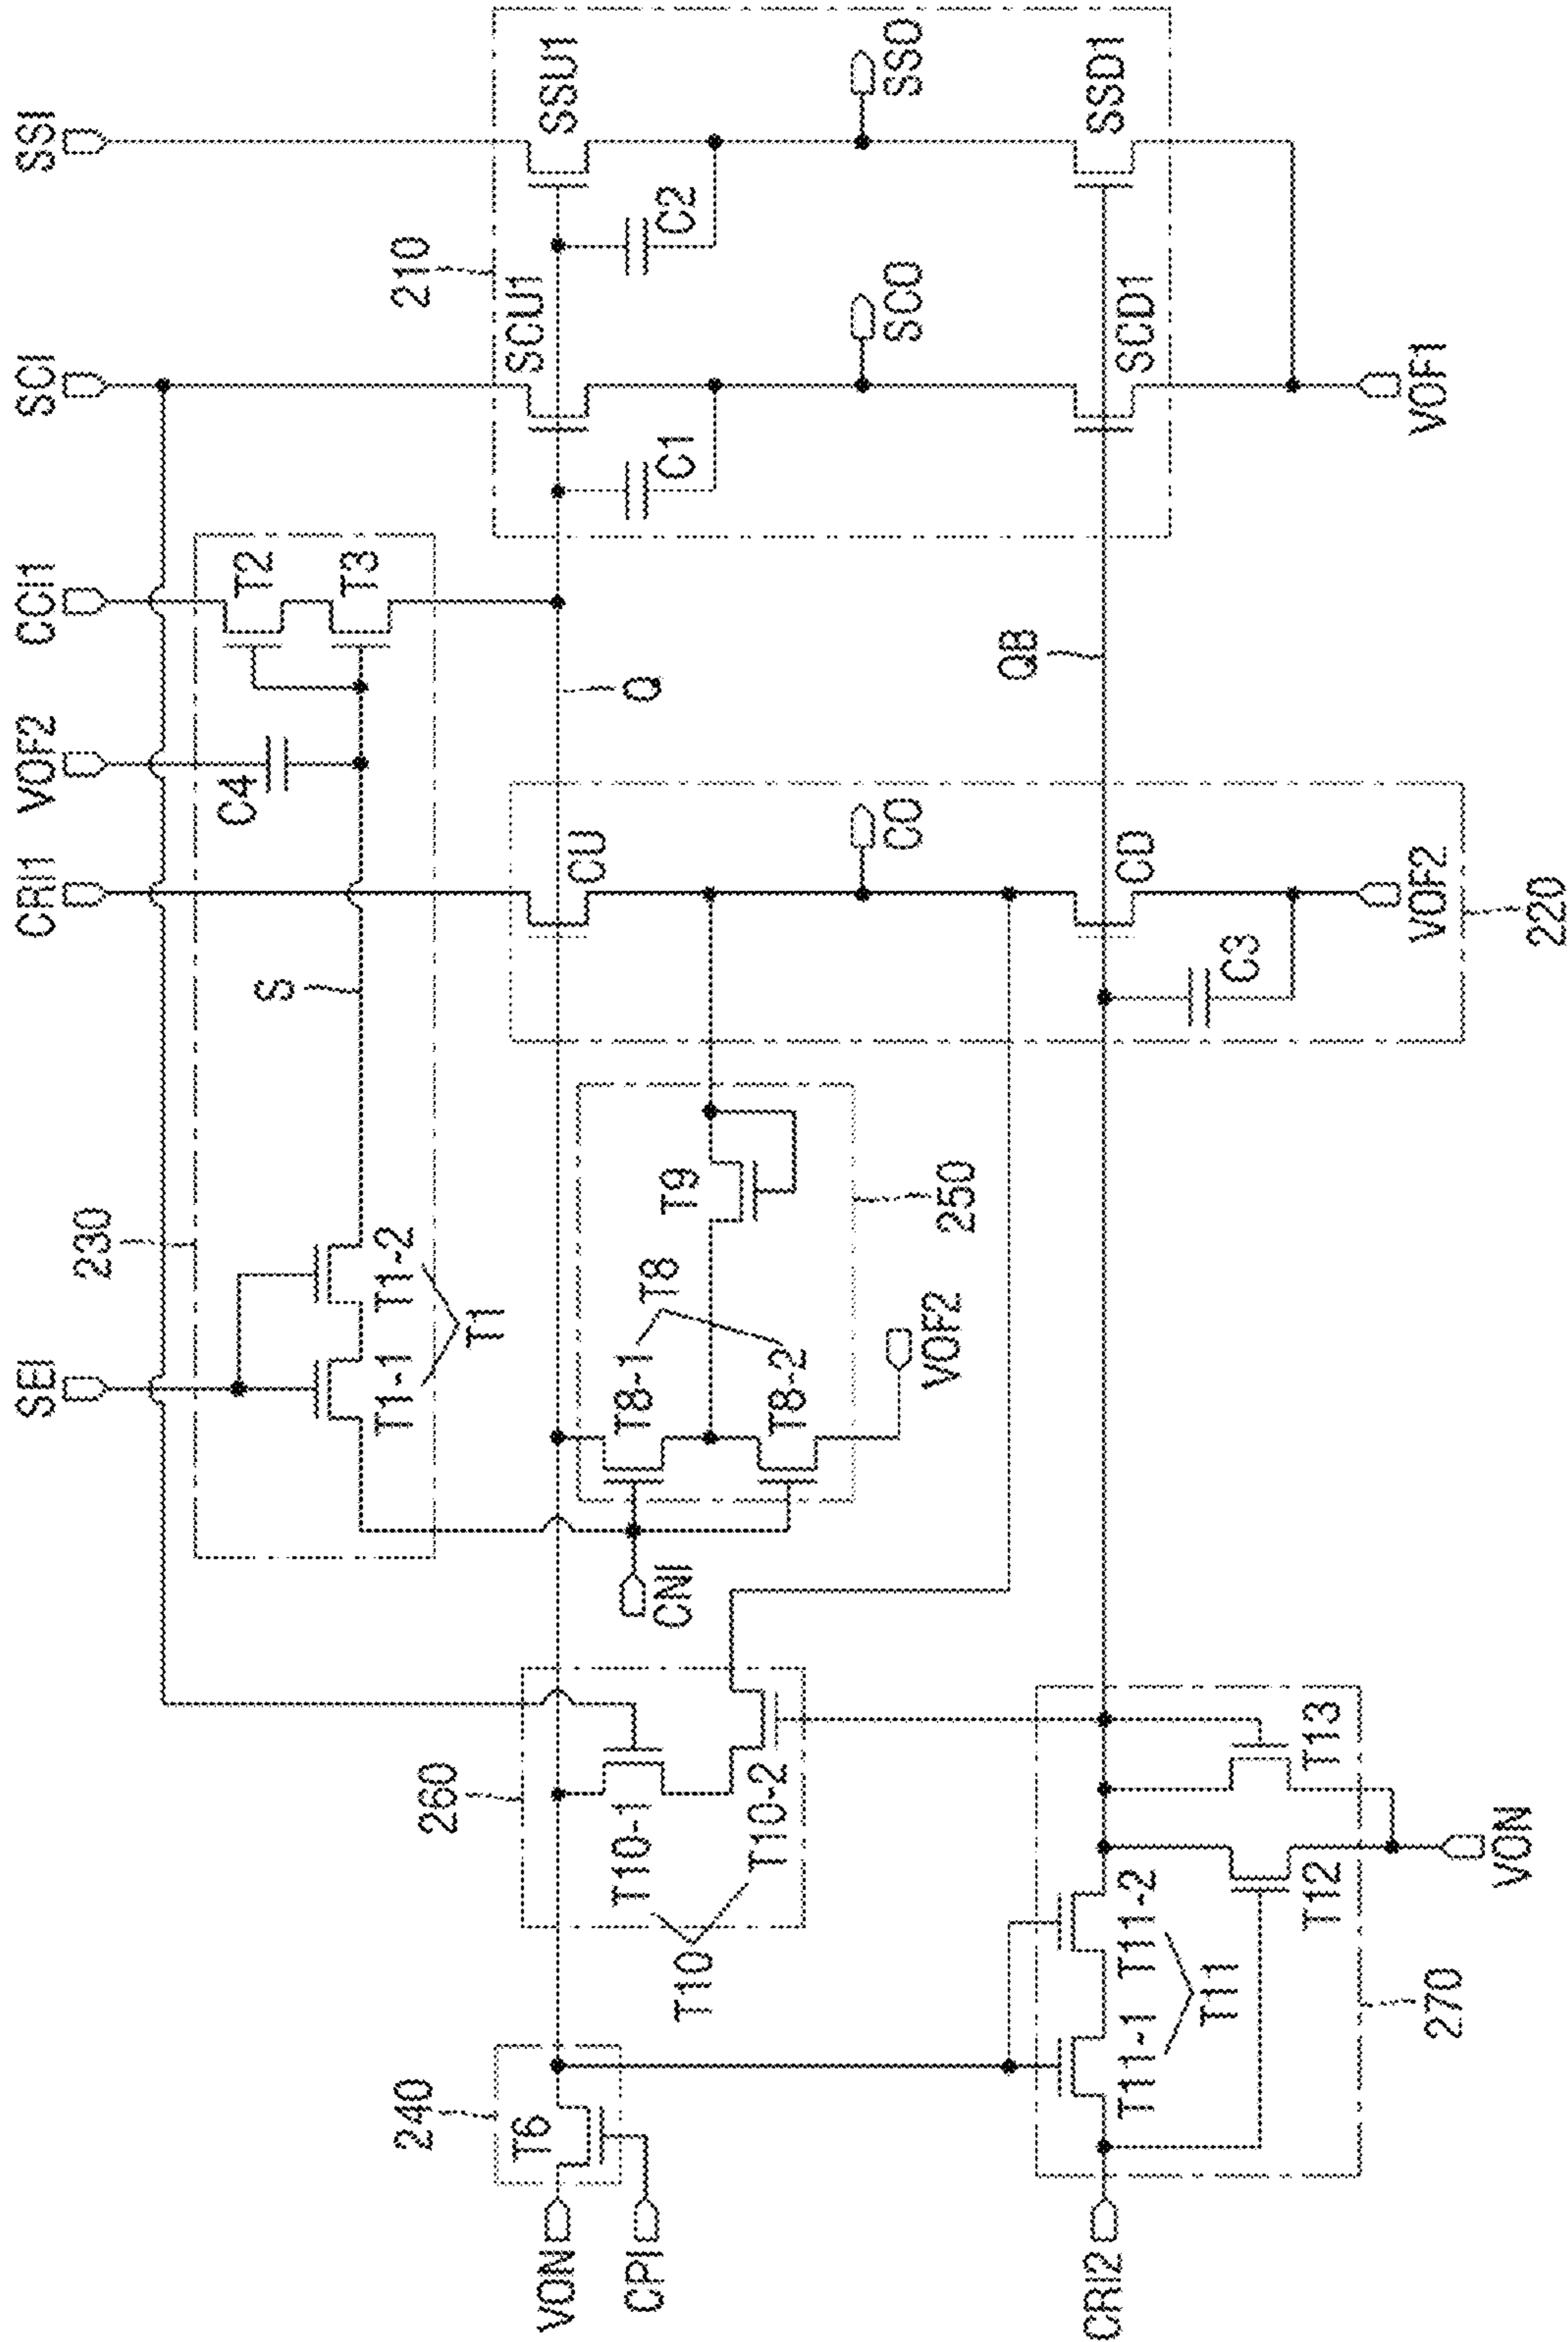 SEI
CRI1
VOF2
CCI1
SCI
SSI
230
S
C4
T2
T3
210
T1-1
T1-2
T1
SCU1
SSU1
C1
C2
Q
CU
240
T6
VON
CPI
260
T10-1
T10-2
T10
CNI
T8-1
T8-2
T8
T9
250
VOF2
CO
SCO
SSO
QB
CD
SCD1
SSD1
C3
VOF2
VOF1
220
CRI2
T11-1
T11-2
T11
T12
T13
270
VON